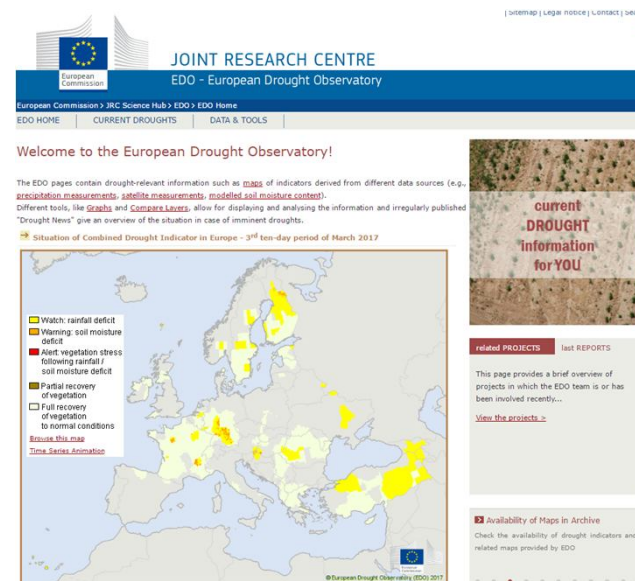 | Sitemap | Legal notice | Contact |
European
Commission
JOINT RESEARCH CENTRE
EDO - European Drought Observatory
European Commission > JRC Science Hub > EDO > EDO Home
EDO HOME
CURRENT DROUGHTS
DATA & TOOLS
Welcome to the European Drought Observatory!
The EDO pages contain drought-relevant information such as maps of indicators derived from different data sources (e.g.,
precipitation measurements, satellite measurements, modelled soil moisture content).
Different tools, like Graphs and Compare Layers, allow for displaying and analysing the information and irregularly published
"Drought News" give an overview of the situation in case of imminent droughts.
Situation of Combined Drought Indicator in Europe - 3rd ten-day period of March 2017
Watch: rainfall deficit
Warning: soil moisture
deficit
Alert: vegetation stress
following rainfall /
soil moisture deficit
Partial recovery
of vegetation
Full recovery
of vegetation
to normal conditions
Browse this map
Time Series Animation
© European Drought Observatory (EDO) 2017
current
DROUGHT
information
for YOU
related PROJECTS
last REPORTS
This page provides a brief overview of
projects in which the EDO team is or has
been involved recently...
View the projects >
Availability of Maps in Archive
Check the availability of drought indicators and
related maps provided by EDO